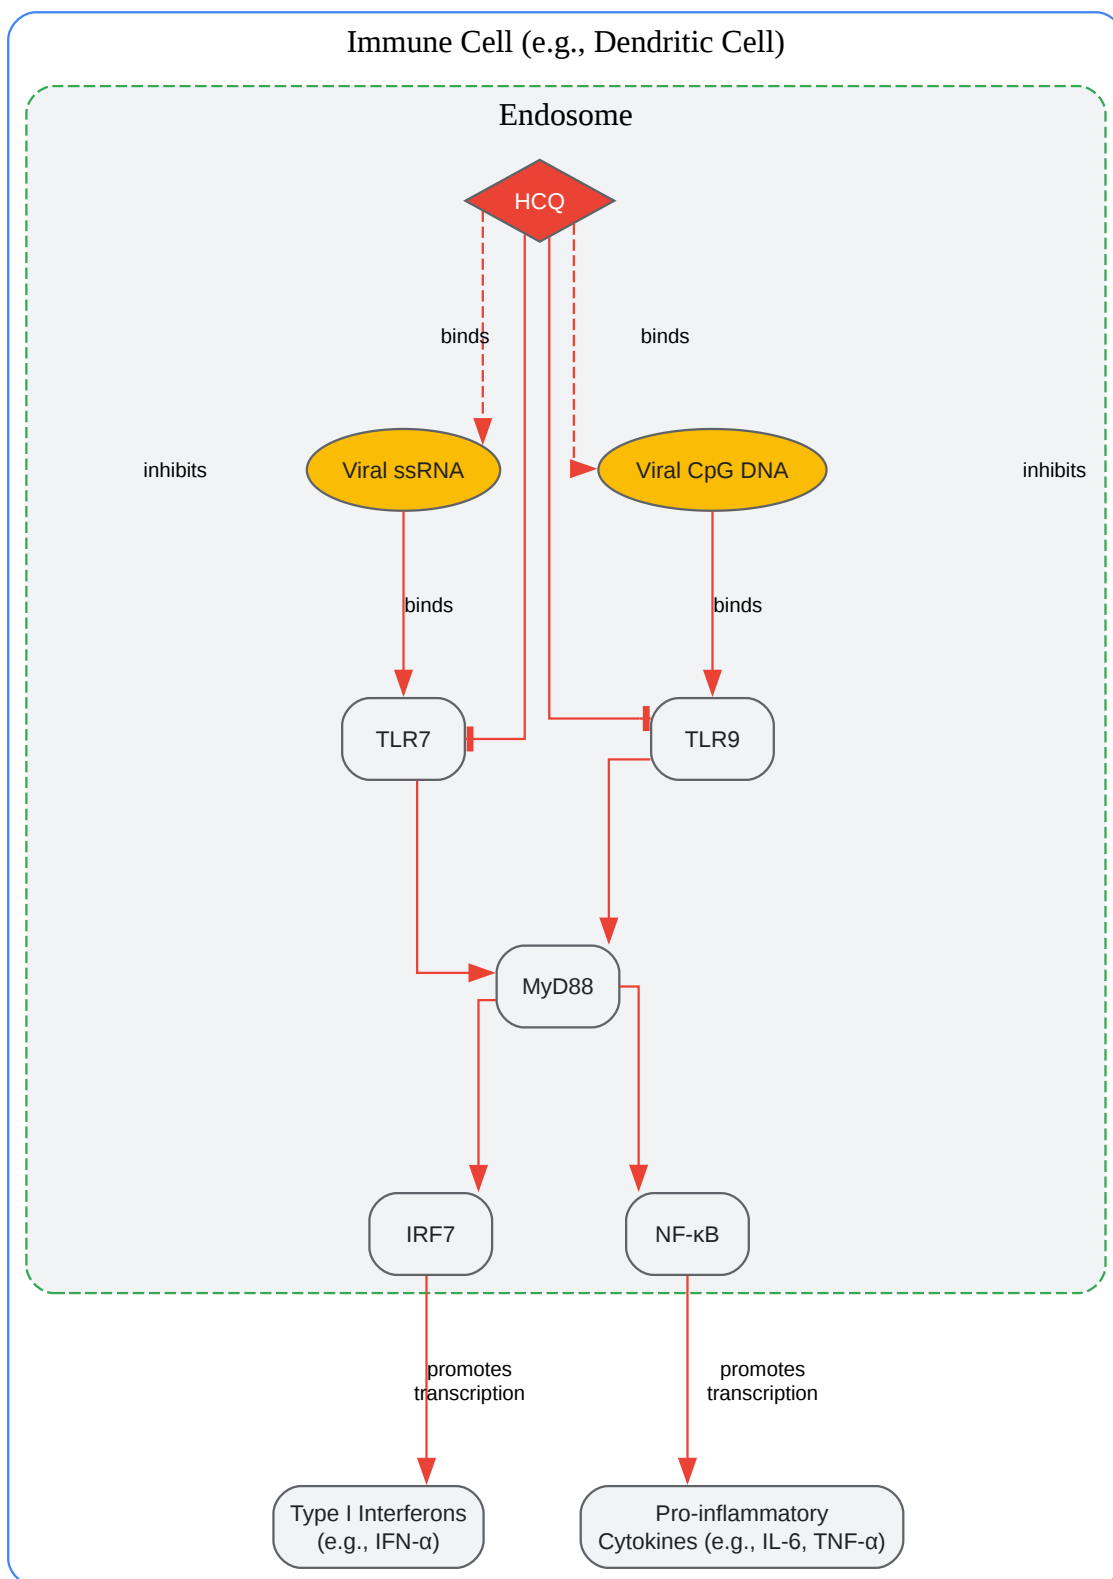 Immune Cell (e.g., Dendritic Cell)
Endosome
HCQ
binds
binds
inhibits
Viral ssRNA
Viral CpG DNA
inhibits
binds
binds
TLR7
TLR9
MyD88
IRF7
NF-κB
promotes
transcription
promotes
transcription
Type I Interferons
(e.g., IFN-α)
Pro-inflammatory
Cytokines (e.g., IL-6, TNF-α)